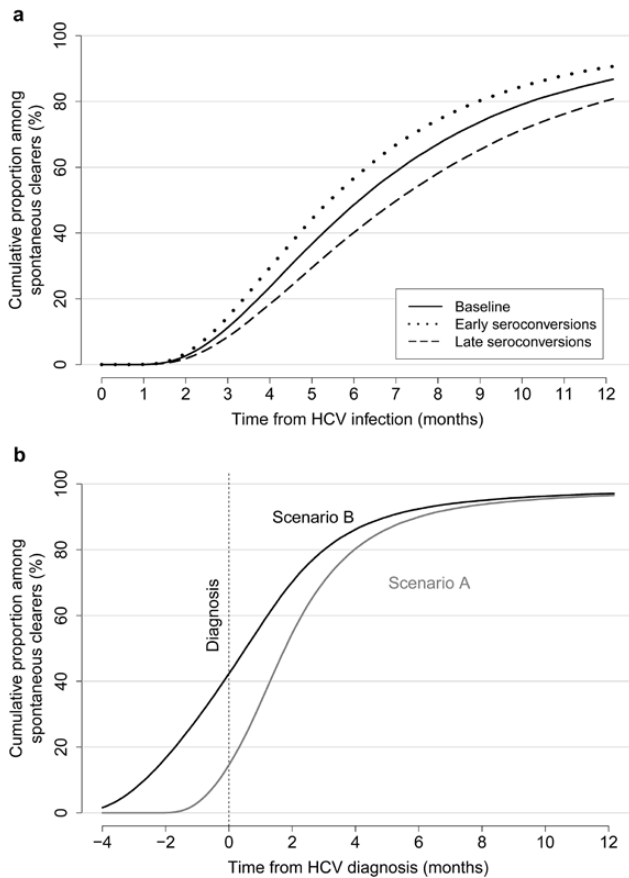 a
Cumulative proportion among
spontaneous clearers (%)
100
80
60
40
20
0
Baseline
Early seroconversions
Late seroconversions
0 1 2 3 4 5 6 7 8 9 10 11 12
Time from HCV infection (months)
b
Cumulative proportion among
spontaneous clearers (%)
100
80
60
40
20
0
Diagnosis
Scenario B
Scenario A
−4 −2 0 2 4 6 8 10 12
Time from HCV diagnosis (months)